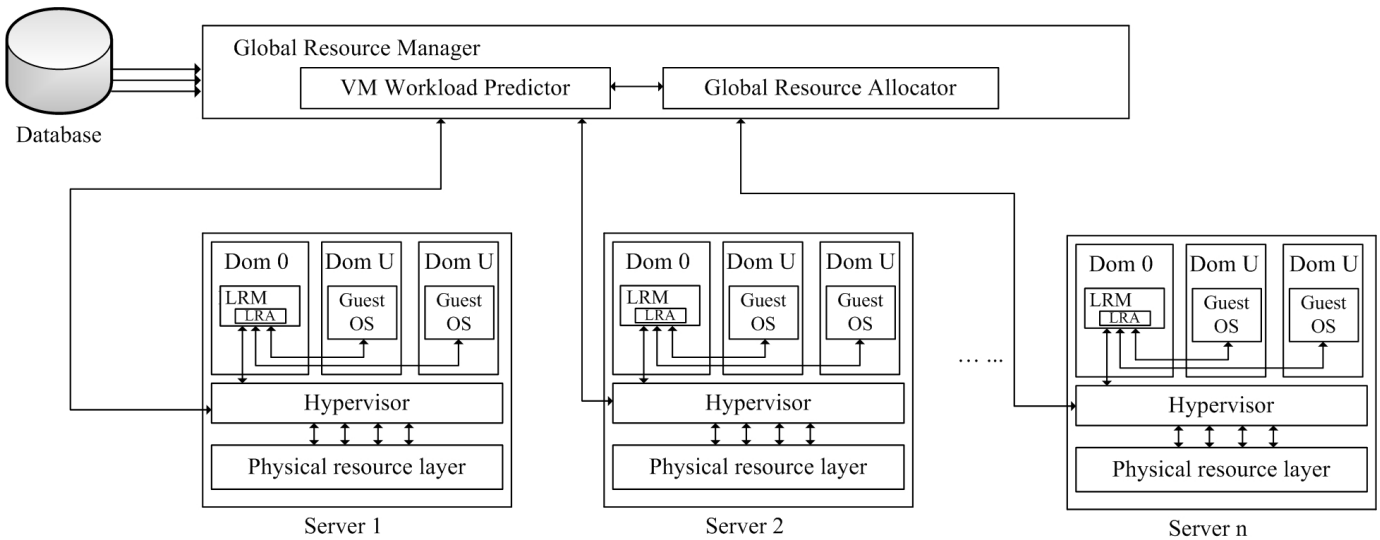 Global Resource Manager
VM Workload Predictor
Global Resource Allocator
Database
Dom 0
Dom U
Dom U
LRM
LRA
Guest
OS
Guest
OS
Hypervisor
Physical resource layer
Server 1
Dom 0
Dom U
Dom U
LRM
LRA
Guest
OS
Guest
OS
Hypervisor
Physical resource layer
Server 2
… ...
Dom 0
Dom U
Dom U
LRM
LRA
Guest
OS
Guest
OS
Hypervisor
Physical resource layer
Server n